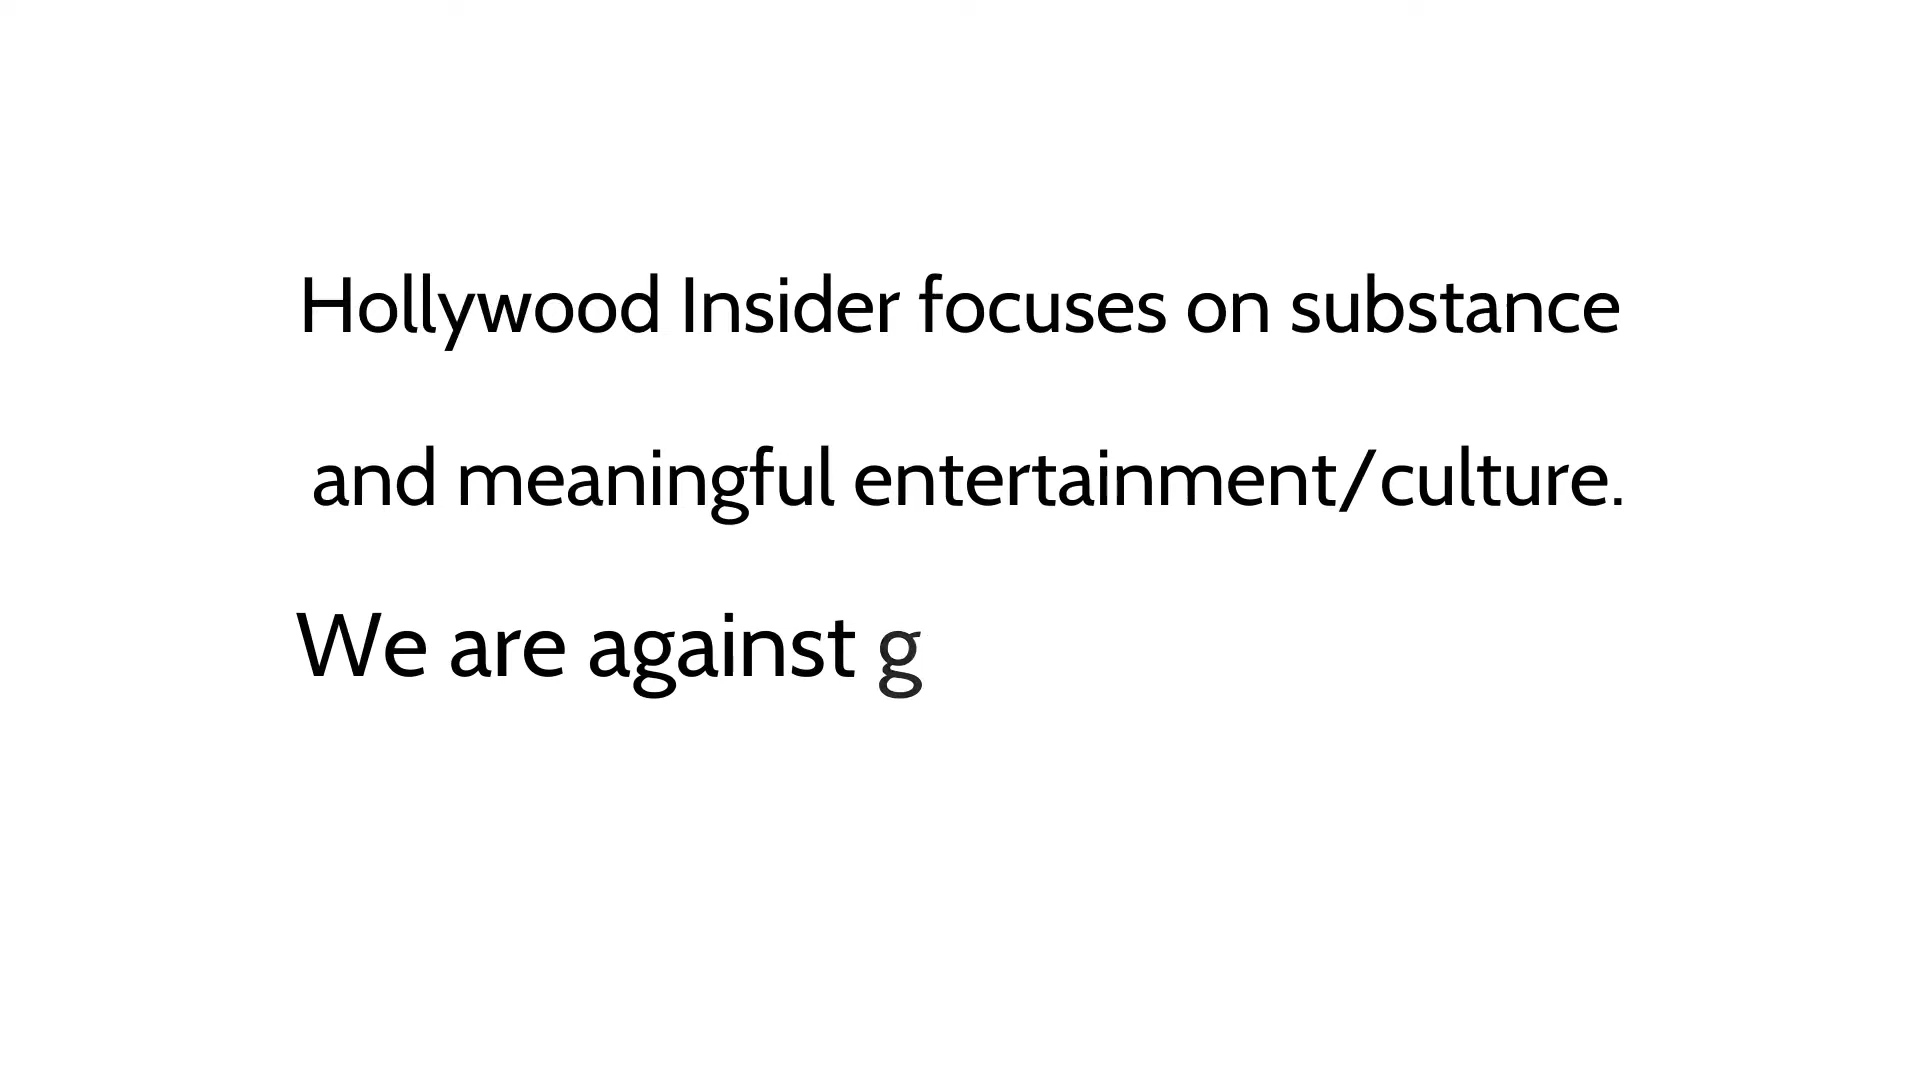 Hollywood Insider focuses on substance
and meaningful entertainment/culture.
We are against g